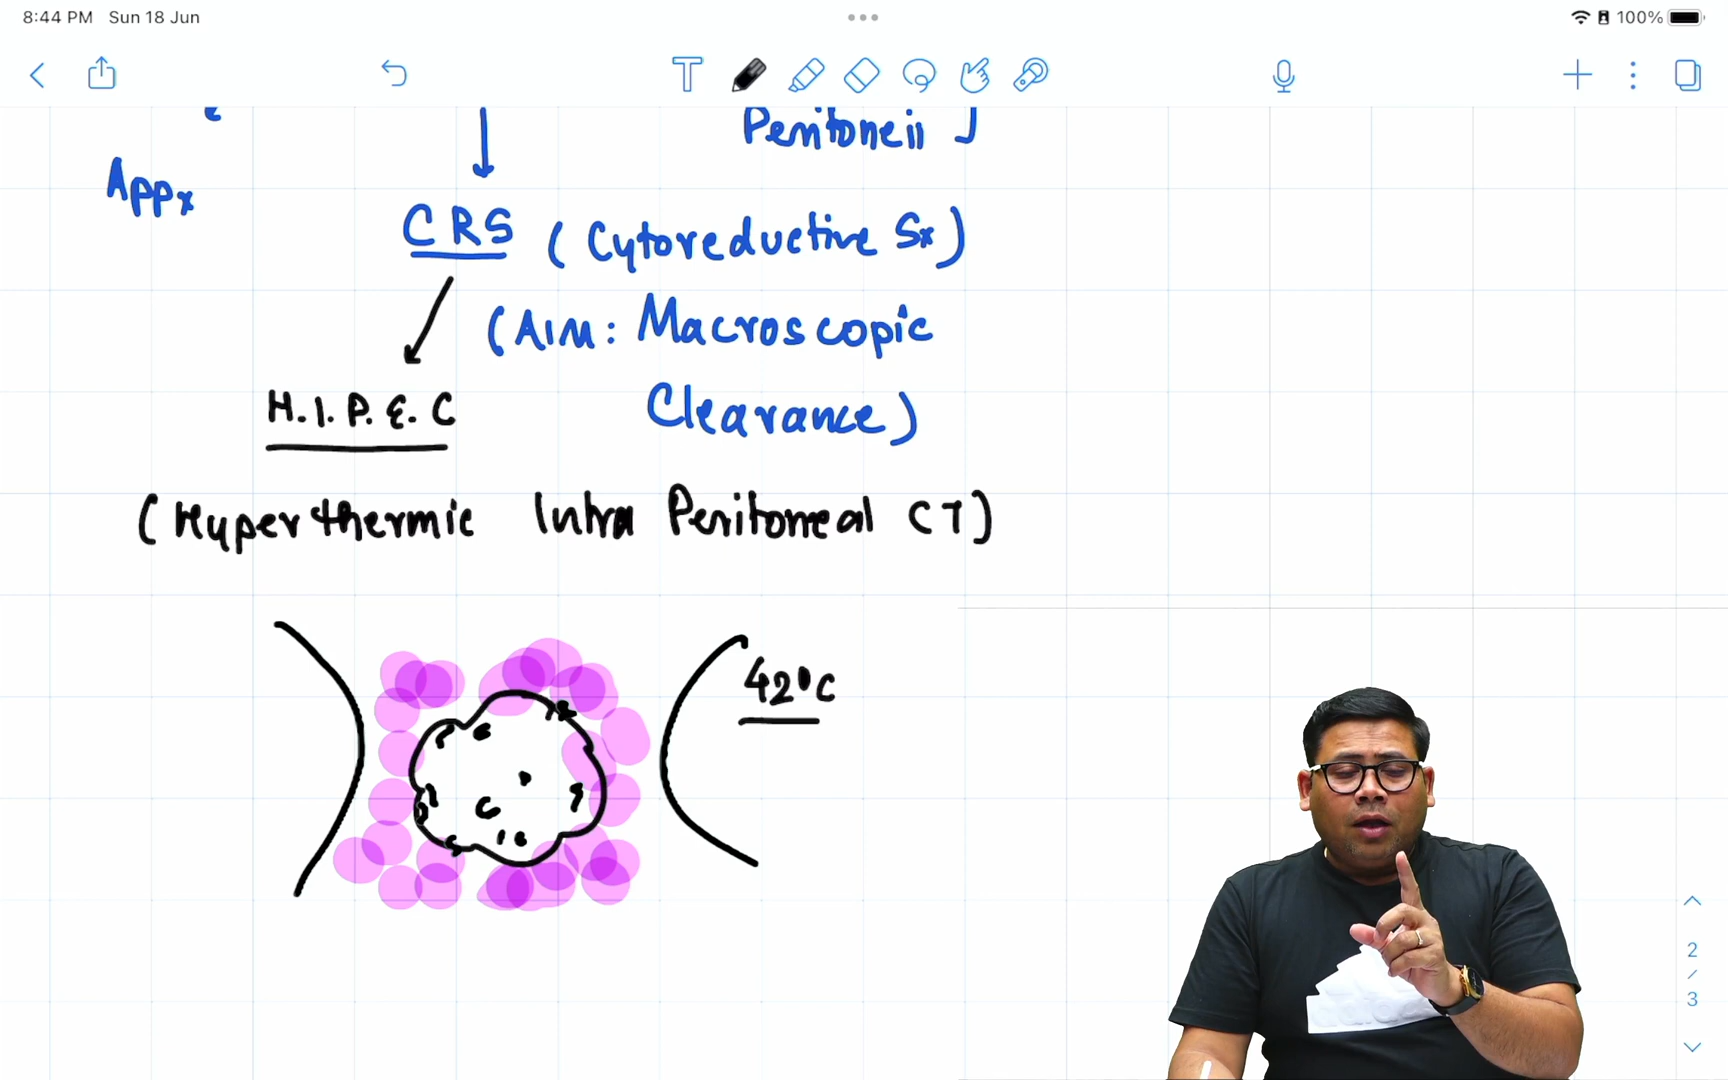 8:44 PM Sun 18 Jun
100%
T
Peritoneii ]
Appx
CRS (Cytoreductive Sx)
(Aim: Macroscopic
Clearance)
H.I.P.E.C
(Hyperthermic Intra Peritoneal CT)
42°C
2
3